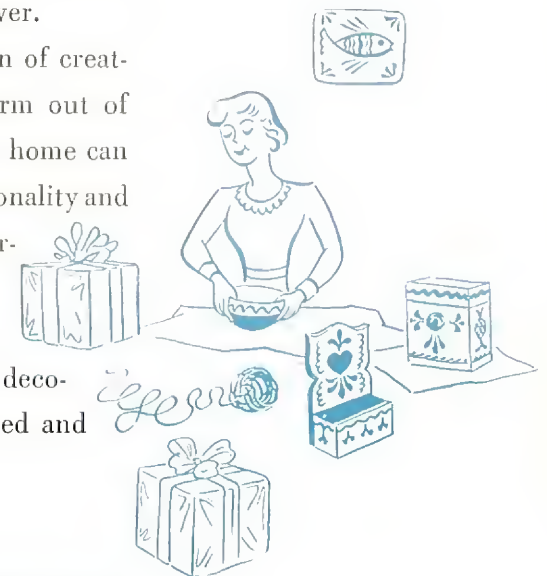 ver.
n of creat-
rm out of
home can
onality and
r-
deco-
ed and